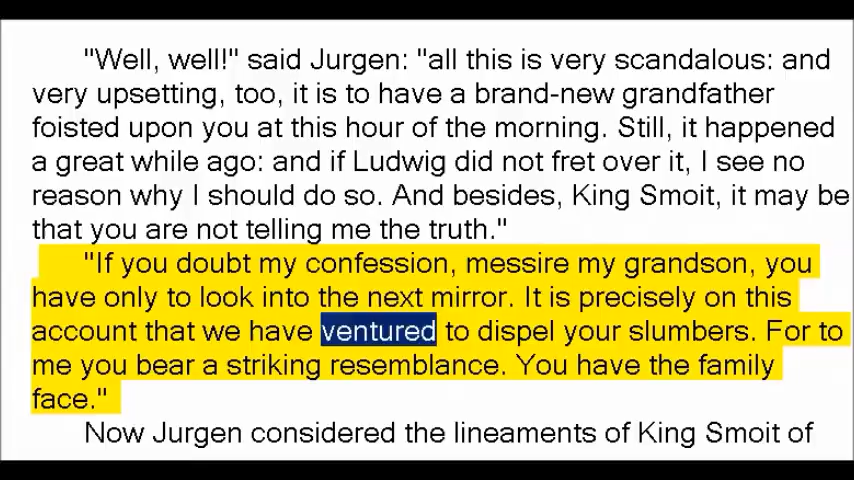 "Well, well!" said Jurgen: "all this is very scandalous: and
very upsetting, too, it is to have a brand-new grandfather
foisted upon you at this hour of the morning. Still, it happened
a great while ago: and if Ludwig did not fret over it, I see no
reason why I should do so. And besides, King Smoit, it may be
that you are not telling me the truth."
"If you doubt my confession, messire my grandson, you
have only to look into the next mirror. It is precisely on this
account that we have ventured to dispel your slumbers. For to
me you bear a striking resemblance. You have the family
face."
Now Jurgen considered the lineaments of King Smoit of